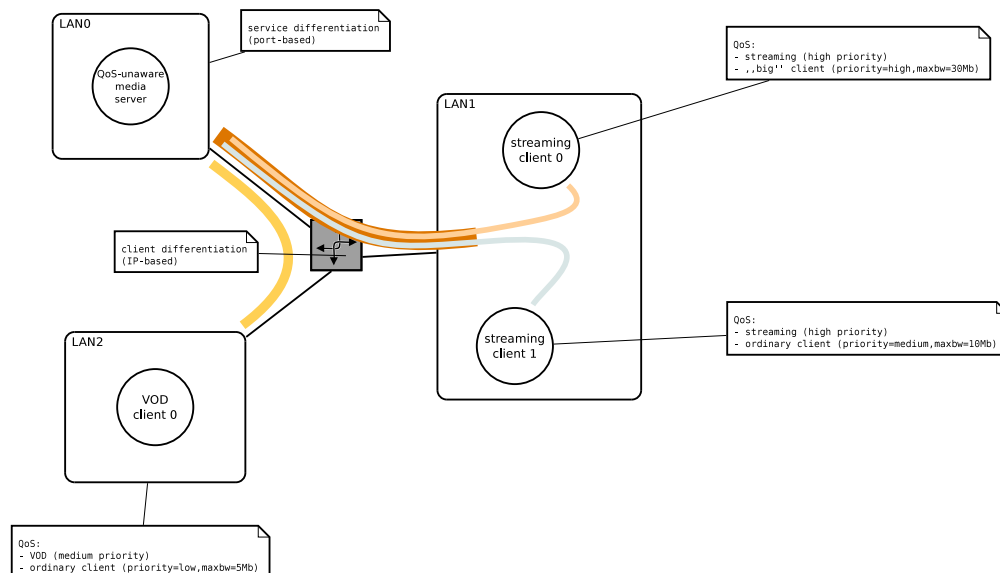 LAN0
QoS-unaware
media
server
service differentiation
(port-based)
QoS:
- streaming (high priority)
- ,,big'' client (priority=high,maxbw=30Mb)
LAN1
streaming
client 0
client differentiation
(IP-based)
streaming
client 1
QoS:
- streaming (high priority)
- ordinary client (priority=medium,maxbw=10Mb)
LAN2
VOD
client 0
QoS:
- VOD (medium priority)
- ordinary client (priority=low,maxbw=5Mb)